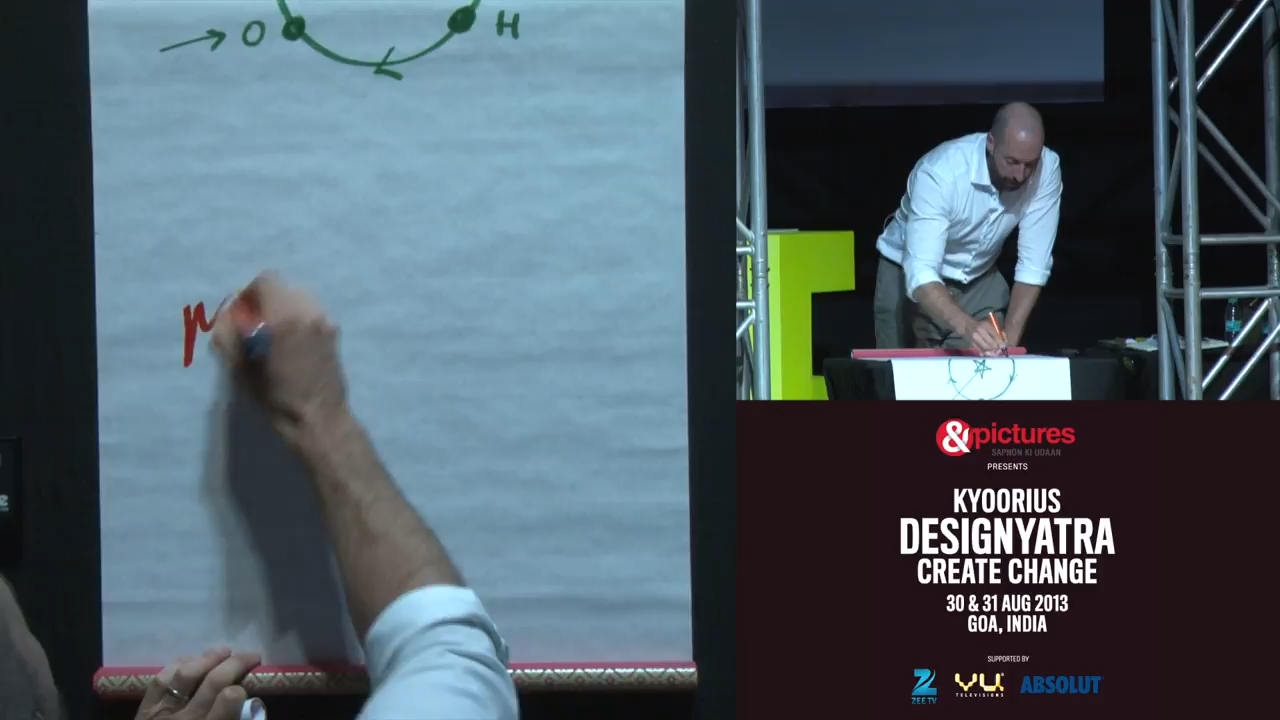 O H
&pictures
SAPNON KI UDAAN
PRESENTS
KYOORIUS
DESIGNYATRA
CREATE CHANGE
30 & 31 AUG 2013
GOA, INDIA
SUPPORTED BY
ZEE TV
VU
TELEVISIONS
ABSOLUT